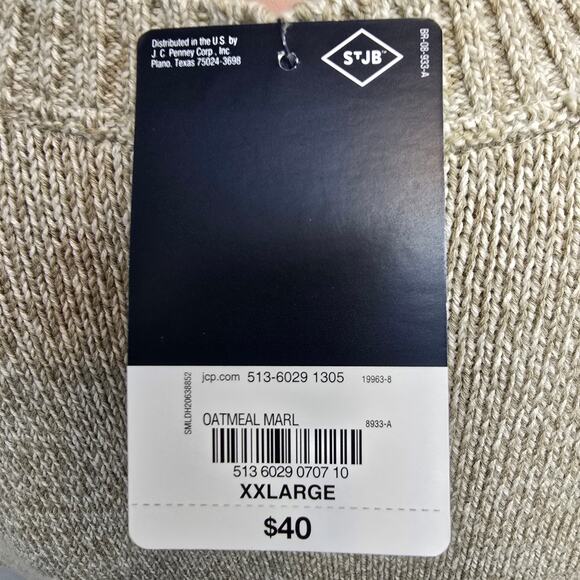 Distributed in the U.S. by
J. C. Penney Corp., Inc
Plano, Texas 75024-3698
STJB™
BR-08-933-A
jcp.com 513-6029 1305 19963-8
SMLDH20638852
OATMEAL MARL 8933-A
513 6029 0707 10
XXLARGE
$40